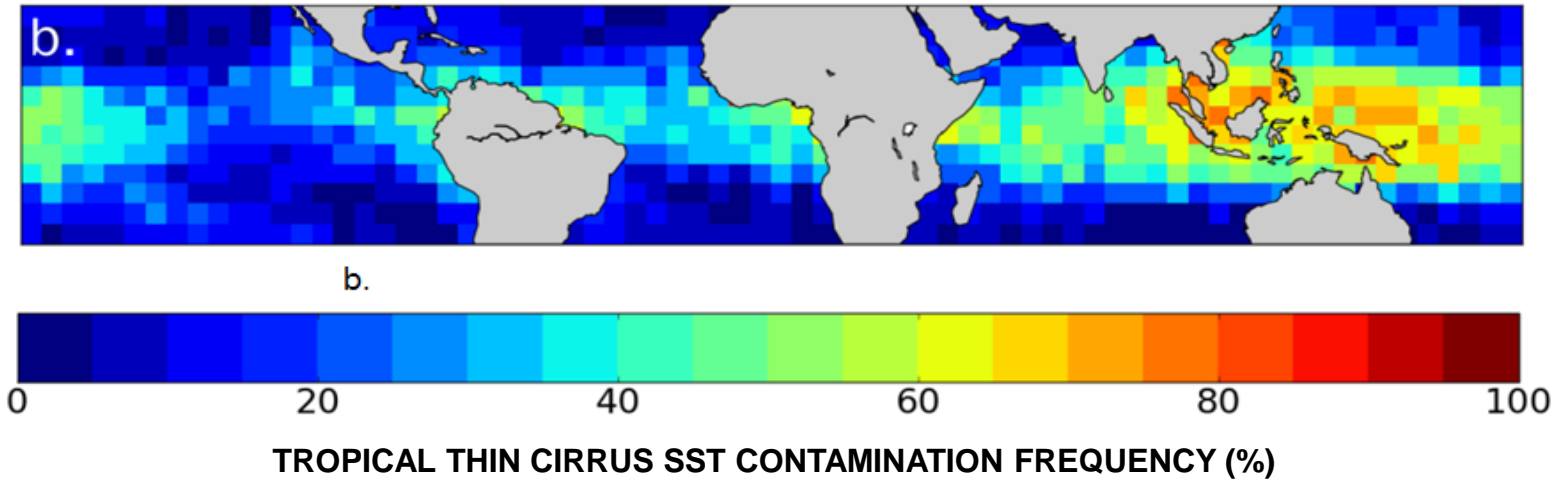 b.
b.
0 20 40 60 80 100
TROPICAL THIN CIRRUS SST CONTAMINATION FREQUENCY (%)